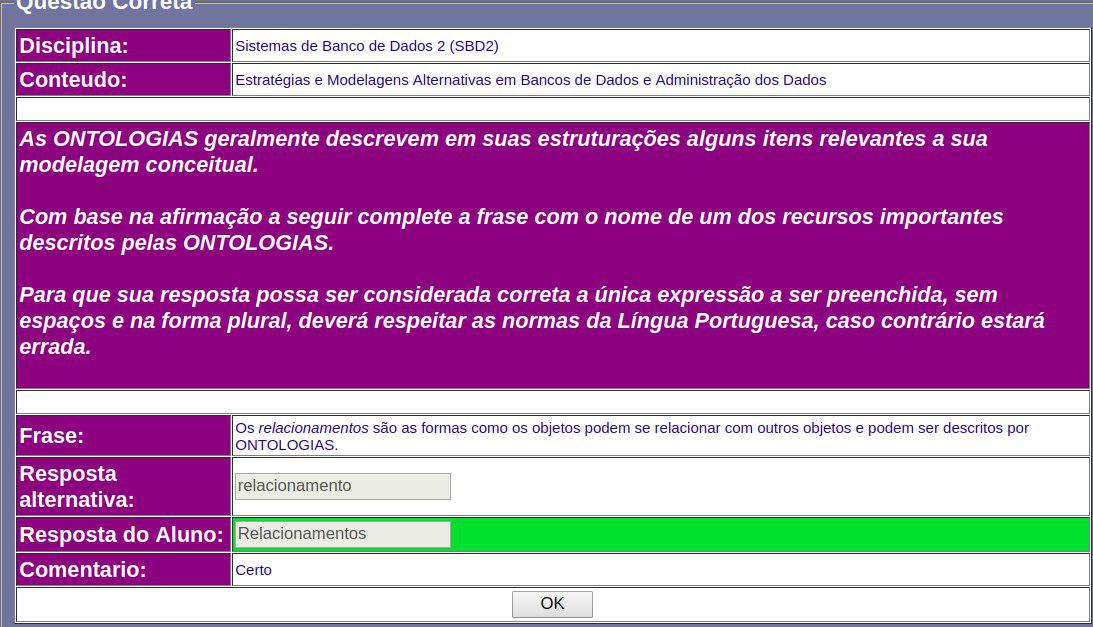 Questão Correta
Disciplina:
Sistemas de Banco de Dados 2 (SBD2)
Conteudo:
Estratégias e Modelagens Alternativas em Bancos de Dados e Administração dos Dados
As ONTOLOGIAS geralmente descrevem em suas estruturações alguns itens relevantes a sua
modelagem conceitual.
Com base na afirmação a seguir complete a frase com o nome de um dos recursos importantes
descritos pelas ONTOLOGIAS.
Para que sua resposta possa ser considerada correta a única expressão a ser preenchida, sem
espaços e na forma plural, deverá respeitar as normas da Língua Portuguesa, caso contrário estará
errada.
Frase:
Os relacionamentos são as formas como os objetos podem se relacionar com outros objetos e podem ser descritos por
ONTOLOGIAS.
Resposta
alternativa:
relacionamento
Resposta do Aluno:
Relacionamentos
Comentario:
Certo
OK